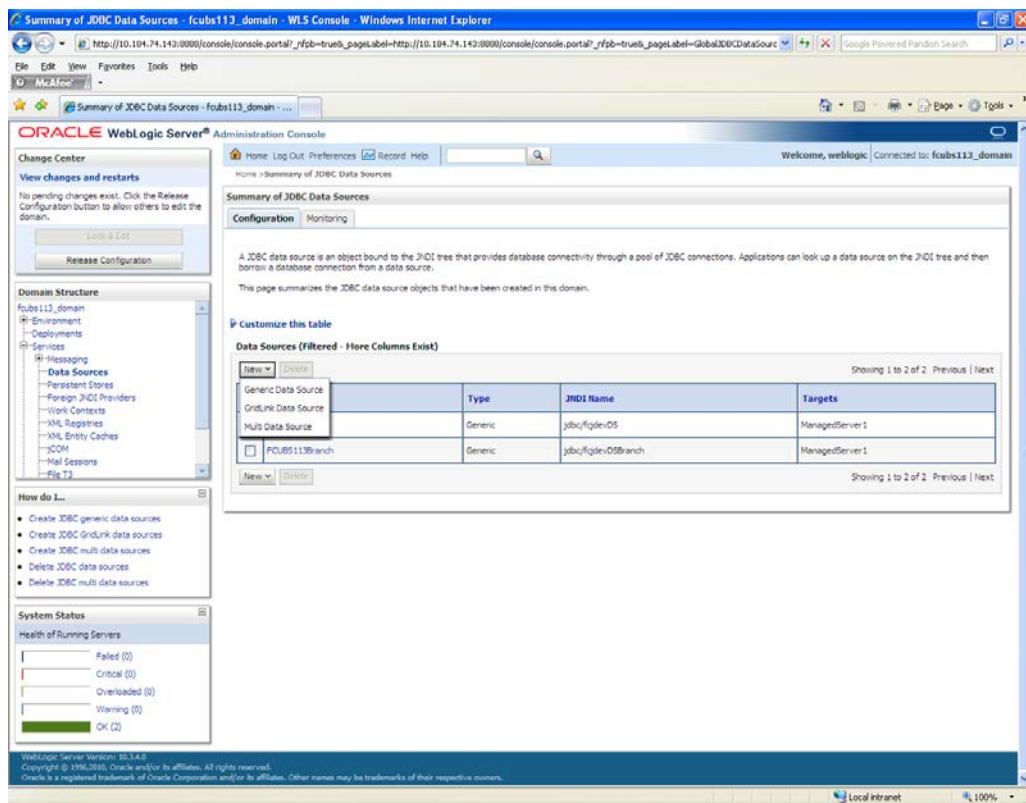 Summary of JDBC Data Sources - fcubs113_domain - WLS Console - Windows Internet Explorer
http://10.184.74.143:8080/console/console.portal?_nfpb=true&_pageLabel=http://10.184.74.143:8080/console/console.portal?_nfpb=true&_pageLabel=GlobalJDBCDataSourc
Google Powered Pandion Search
File Edit View Favorites Tools Help
McAfee
Summary of JDBC Data Sources - fcubs113_domain - ...
Page Tools
ORACLE WebLogic Server® Administration Console
Change Center
View changes and restarts
No pending changes exist. Click the Release
Configuration button to allow others to edit the
domain.
Lock & Edit
Release Configuration
Domain Structure
fcubs113_domain
Environment
Deployments
Services
Messaging
Data Sources
Persistent Stores
Foreign JNDI Providers
Work Contexts
XML Registries
XML Entity Caches
jCOM
Mail Sessions
File T3
How do I...
Create JDBC generic data sources
Create JDBC GridLink data sources
Create JDBC multi data sources
Delete JDBC data sources
Delete JDBC multi data sources
System Status
Health of Running Servers
Failed (0)
Critical (0)
Overloaded (0)
Warning (0)
OK (2)
Home Log Out Preferences Record Help
Welcome, weblogic Connected to: fcubs113_domain
Home >Summary of JDBC Data Sources
Summary of JDBC Data Sources
Configuration Monitoring
A JDBC data source is an object bound to the JNDI tree that provides database connectivity through a pool of JDBC connections. Applications can look up a data source on the JNDI tree and then
borrow a database connection from a data source.
This page summarizes the JDBC data source objects that have been created in this domain.
Customize this table
Data Sources (Filtered - More Columns Exist)
New Delete Showing 1 to 2 of 2 Previous | Next
Generic Data Source
GridLink Data Source
Multi Data Source
Type JNDI Name Targets
Generic jdbc/fcjdevDS ManagedServer1
FCUBS113Branch Generic jdbc/fcjdevDSBranch ManagedServer1
New Delete Showing 1 to 2 of 2 Previous | Next
WebLogic Server Version: 10.3.4.0
Copyright © 1996,2010, Oracle and/or its affiliates. All rights reserved.
Oracle is a registered trademark of Oracle Corporation and/or its affiliates. Other names may be trademarks of their respective owners.
Local intranet 100%